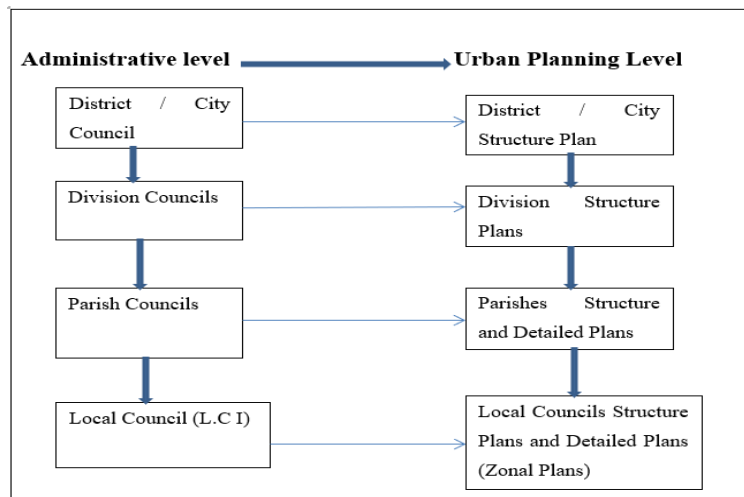 Administrative level
Urban Planning Level
District / City
Council
District / City
Structure Plan
Division Councils
Division Structure
Plans
Parish Councils
Parishes Structure
and Detailed Plans
Local Council (L.C I)
Local Councils Structure
Plans and Detailed Plans
(Zonal Plans)